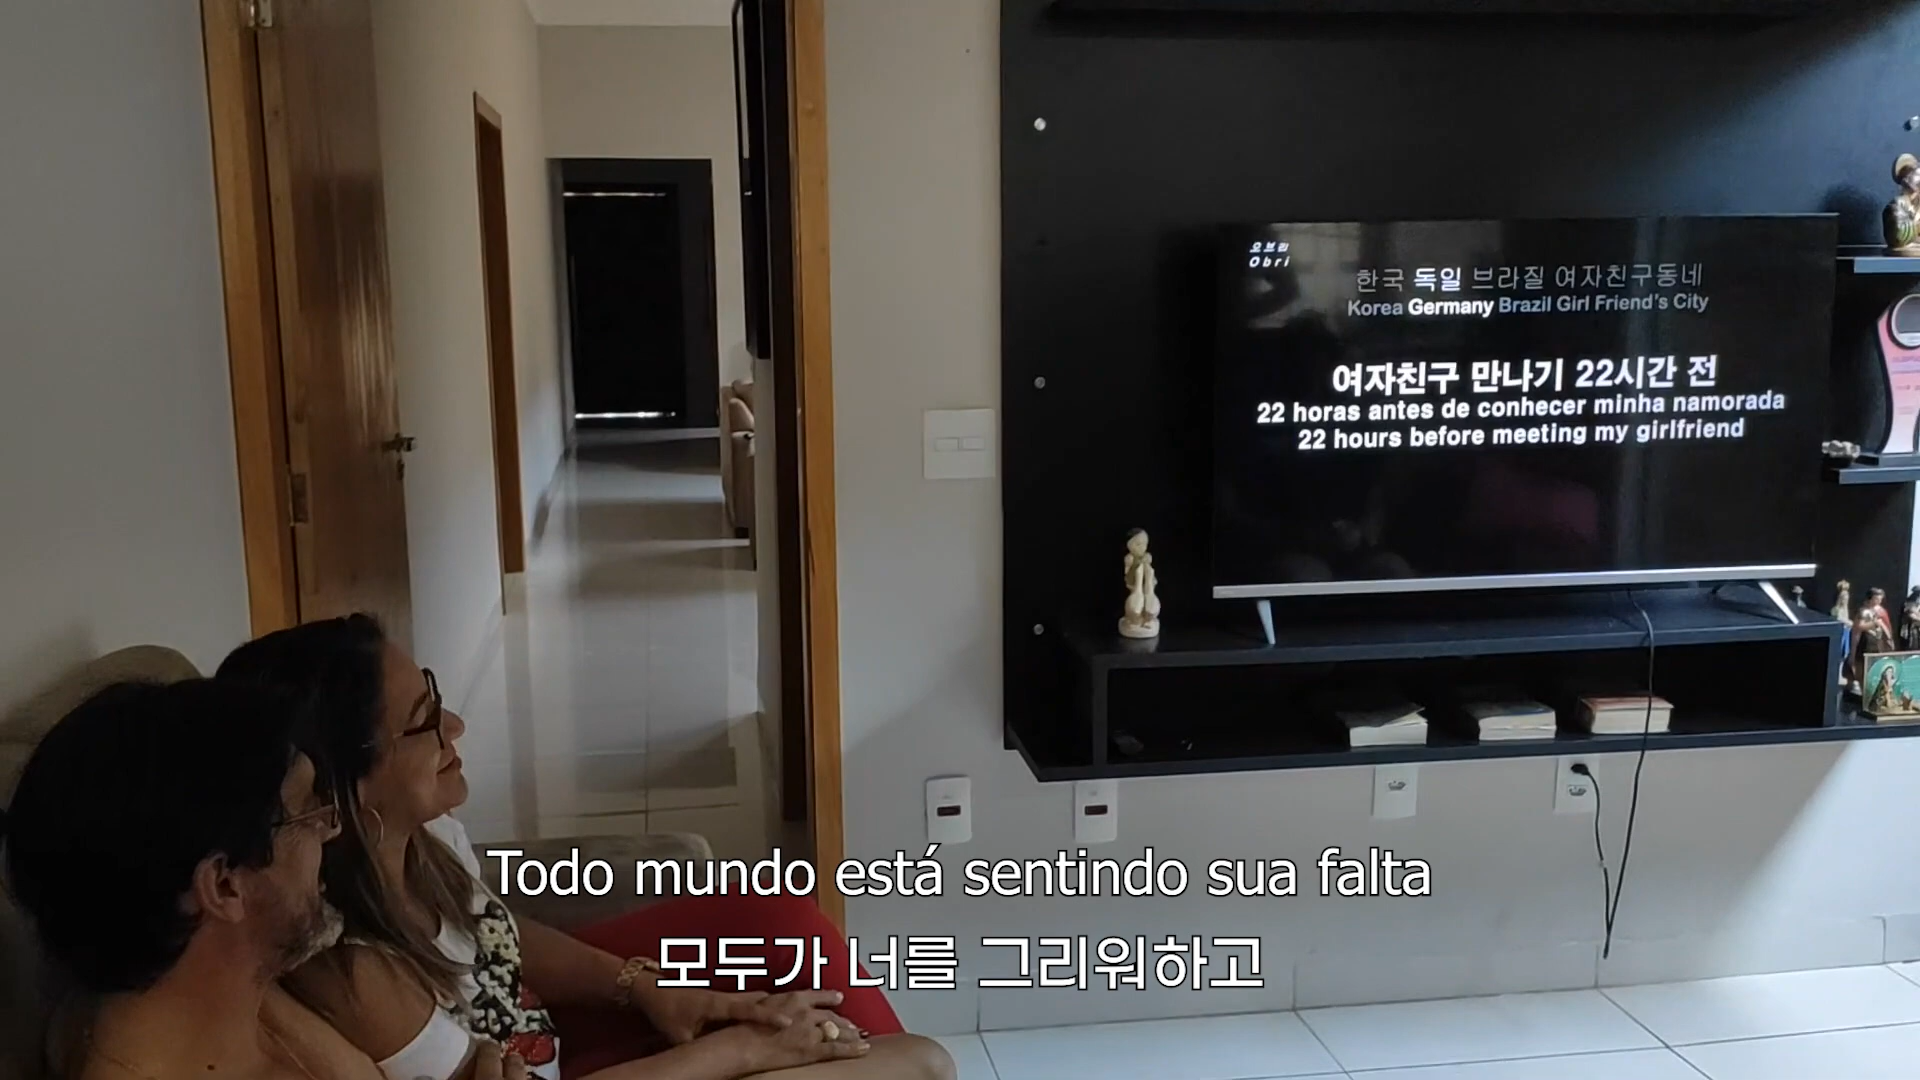 오브리
Obri
한국 독일 브라질 여자친구동네
Korea Germany Brazil Girl Friend's City
여자친구 만나기 22시간 전
22 horas antes de conhecer minha namorada
22 hours before meeting my girlfriend
Todo mundo está sentindo sua falta
모두가 너를 그리워하고